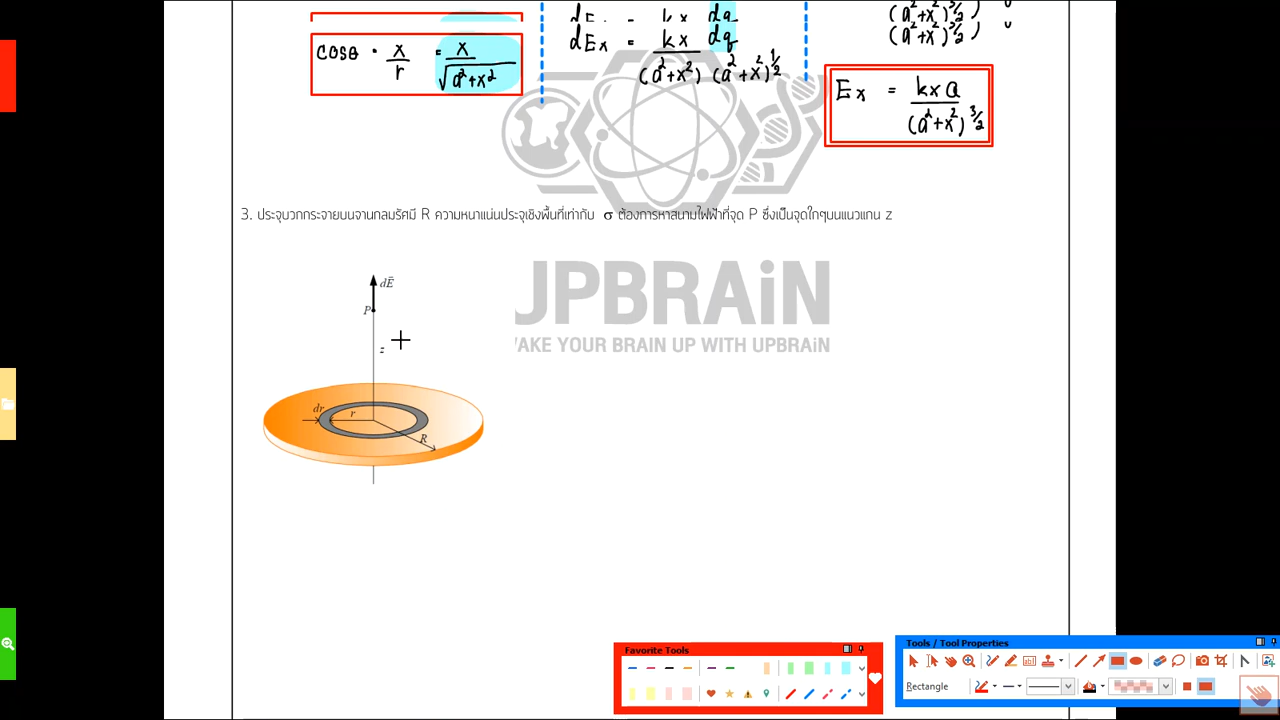 cosθ = x/r = x/√(a²+x²)
dEx = kx dq
dEx = kx dq / (a²+x²) (a²+x²)^1/2
(a²+x²)^3/2
(a²+x²)^3/2
Ex = kxQ / (a²+x²)^3/2
3. ประจุบวกกระจายบนจานกลมรัศมี R ความหนาแน่นประจุเชิงพื้นที่เท่ากับ σ ต้องการหาสนามไฟฟ้าที่จุด P ซึ่งเป็นจุดใกๆบนแนวแกน z
dE⃗
P
z
dr
r
R
UPBRAiN
WAKE YOUR BRAIN UP WITH UPBRAiN
Favorite Tools
Tools / Tool Properties
Rectangle